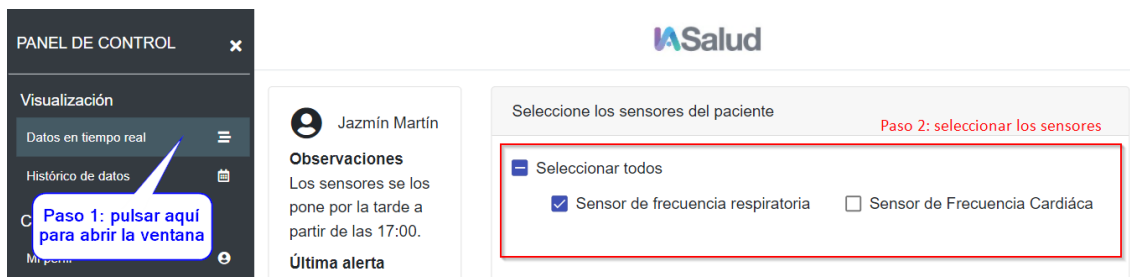 PANEL DE CONTROL ×
IASalud
Visualización
Datos en tiempo real
Histórico de datos
C
Mi perfil
Paso 1: pulsar aquí
para abrir la ventana
Jazmín Martín
Observaciones
Los sensores se los
pone por la tarde a
partir de las 17:00.
Última alerta
Seleccione los sensores del paciente
Paso 2: seleccionar los sensores
Seleccionar todos
Sensor de frecuencia respiratoria
Sensor de Frecuencia Cardiáca